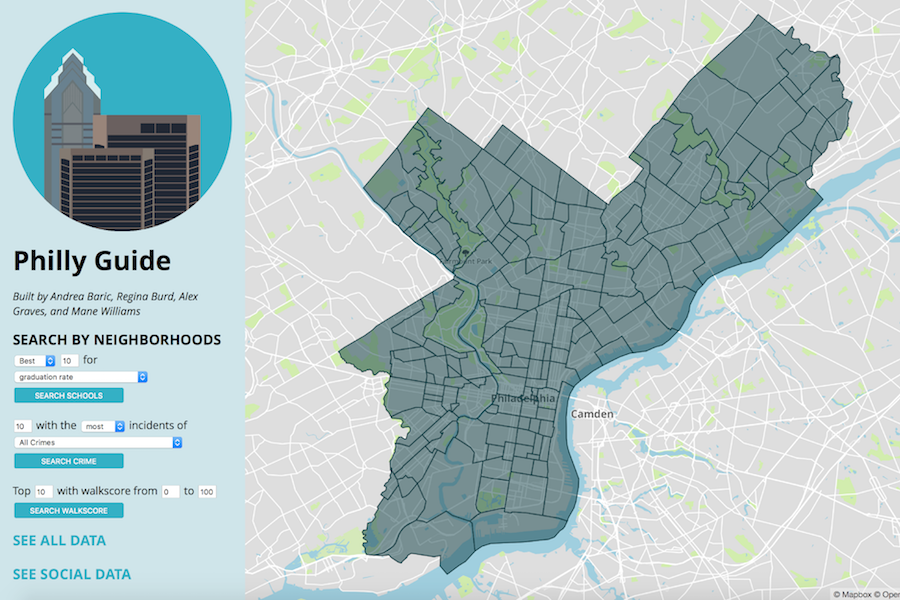 Philly Guide
Built by Andrea Baric, Regina Burd, Alex
Graves, and Mane Williams
SEARCH BY NEIGHBORHOODS
Best 10 for
graduation rate
SEARCH SCHOOLS
10 with the most incidents of
All Crimes
SEARCH CRIME
Top 10 with walkscore from 0 to 100
SEARCH WALKSCORE
SEE ALL DATA
SEE SOCIAL DATA
Park
Philadelphia
Camden
© Mapbox ©